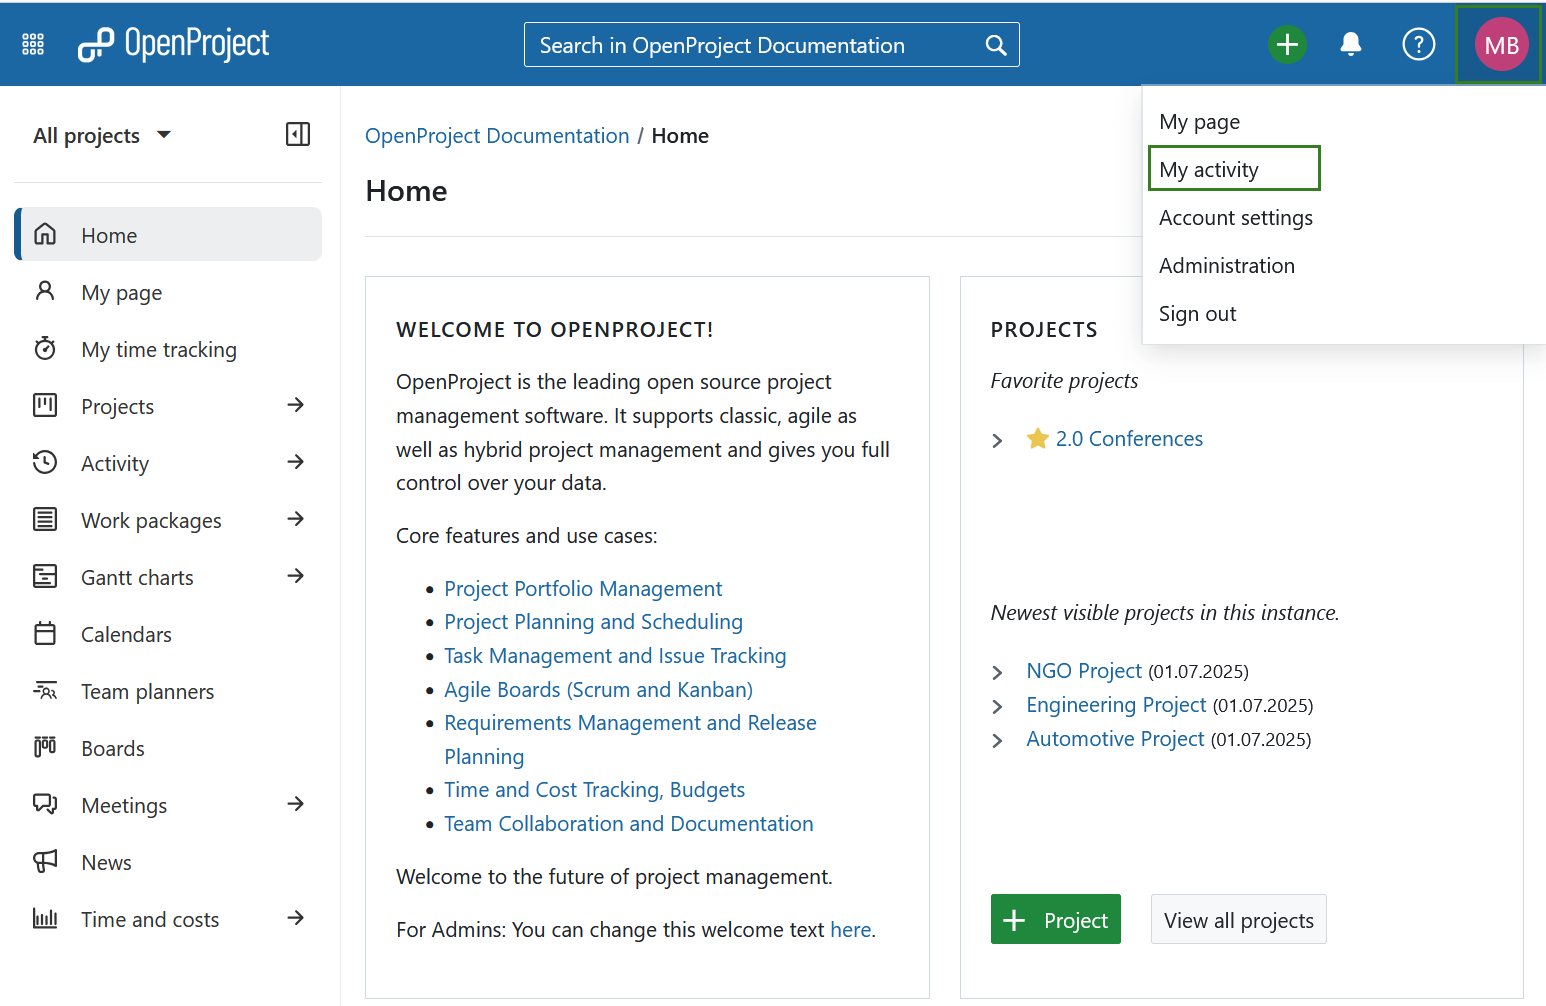 OpenProject
Search in OpenProject Documentation
MB
All projects
Home
My page
My time tracking
Projects
Activity
Work packages
Gantt charts
Calendars
Team planners
Boards
Meetings
News
Time and costs
OpenProject Documentation / Home
Home
WELCOME TO OPENPROJECT!
OpenProject is the leading open source project
management software. It supports classic, agile as
well as hybrid project management and gives you full
control over your data.
Core features and use cases:
• Project Portfolio Management
• Project Planning and Scheduling
• Task Management and Issue Tracking
• Agile Boards (Scrum and Kanban)
• Requirements Management and Release
Planning
• Time and Cost Tracking, Budgets
• Team Collaboration and Documentation
Welcome to the future of project management.
For Admins: You can change this welcome text here.
My page
My activity
Account settings
Administration
Sign out
PROJECTS
Favorite projects
2.0 Conferences
Newest visible projects in this instance.
NGO Project (01.07.2025)
Engineering Project (01.07.2025)
Automotive Project (01.07.2025)
+ Project
View all projects